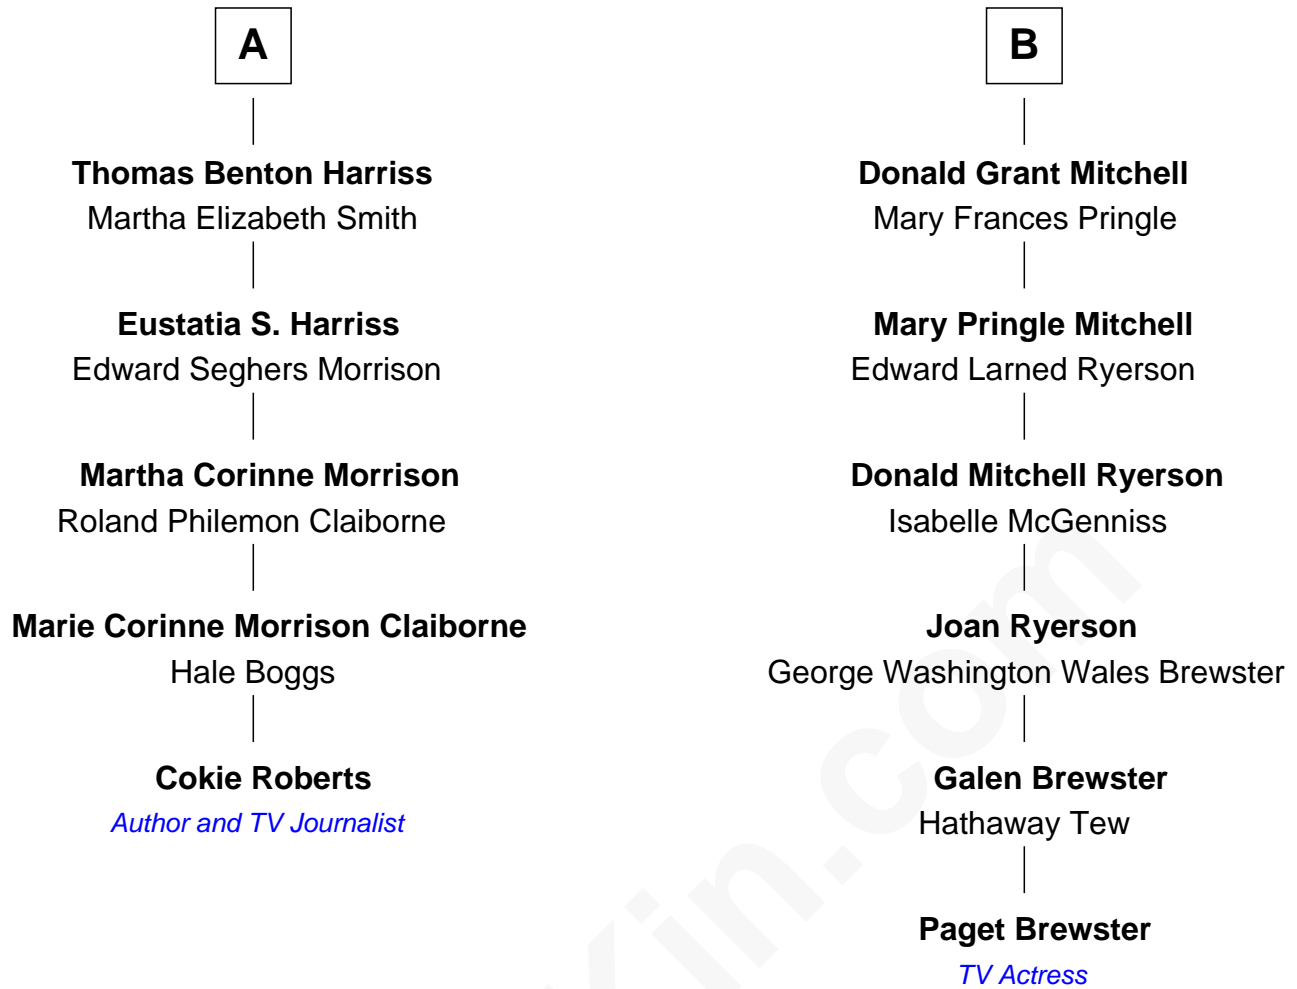 A
Thomas Benton Harriss
Martha Elizabeth Smith
Eustatia S. Harriss
Edward Seghers Morrison
Martha Corinne Morrison
Roland Philemon Claiborne
Marie Corinne Morrison Claiborne
Hale Boggs
Cokie Roberts
Author and TV Journalist
B
Donald Grant Mitchell
Mary Frances Pringle
Mary Pringle Mitchell
Edward Larned Ryerson
Donald Mitchell Ryerson
Isabelle McGenniss
Joan Ryerson
George Washington Wales Brewster
Galen Brewster
Hathaway Tew
Paget Brewster
TV Actress
Kin.com